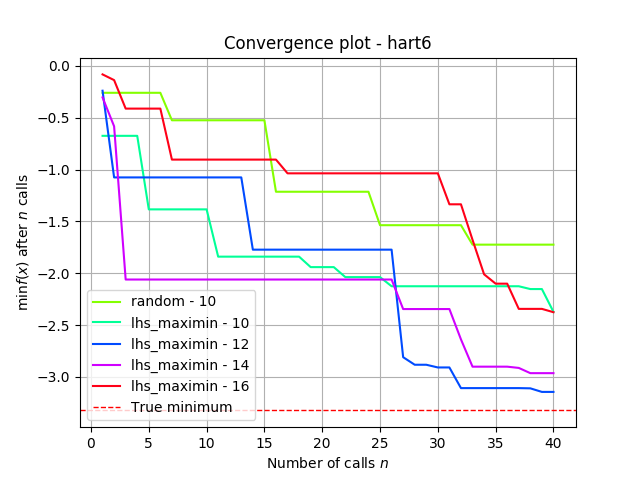 Convergence plot - hart6
min f(x) after n calls
0.0
−0.5
−1.0
−1.5
−2.0
−2.5
−3.0
random - 10
lhs_maximin - 10
lhs_maximin - 12
lhs_maximin - 14
lhs_maximin - 16
True minimum
0 5 10 15 20 25 30 35 40
Number of calls n